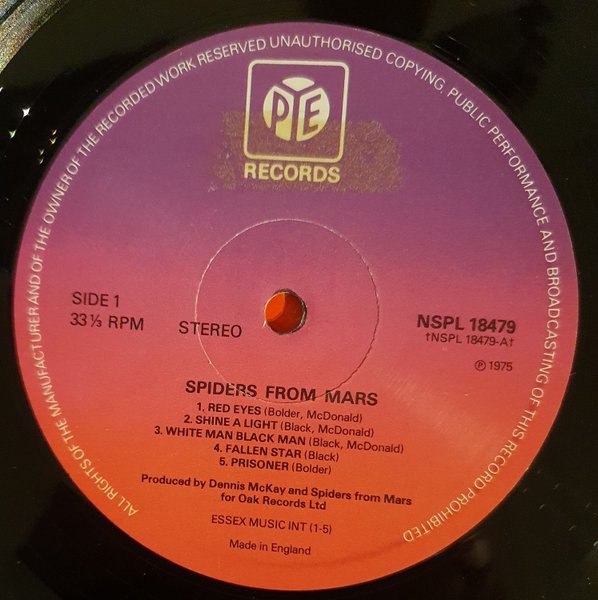 ALL RIGHTS OF THE MANUFACTURER AND OF THE OWNER OF THE RECORDED WORK RESERVED UNAUTHORISED COPYING, PUBLIC PERFORMANCE AND BROADCASTING OF THIS RECORD PROHIBITED
PYE
RECORDS
SIDE 1
33⅓ RPM
STEREO
NSPL 18479
†NSPL 18479-A†
℗ 1975
SPIDERS FROM MARS
1. RED EYES (Bolder, McDonald)
2. SHINE A LIGHT (Black, McDonald)
3. WHITE MAN BLACK MAN (Black, McDonald)
4. FALLEN STAR (Black)
5. PRISONER (Bolder)
Produced by Dennis McKay and Spiders from Mars
for Oak Records Ltd
ESSEX MUSIC INT (1-5)
Made in England